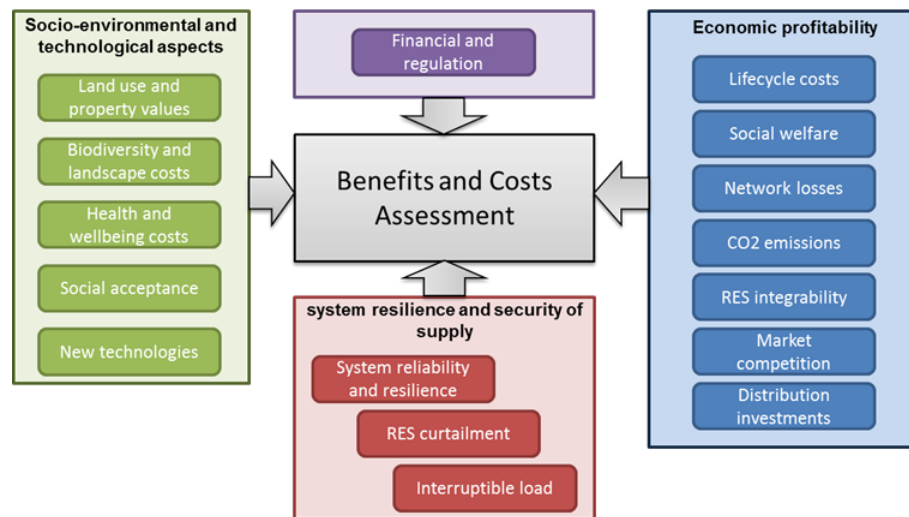 Socio-environmental and
technological aspects
Land use and
property values
Biodiversity and
landscape costs
Health and
wellbeing costs
Social acceptance
New technologies
Financial and
regulation
Benefits and Costs
Assessment
system resilience and security of
supply
System reliability
and resilience
RES curtailment
Interruptible load
Economic profitability
Lifecycle costs
Social welfare
Network losses
CO2 emissions
RES integrability
Market
competition
Distribution
investments